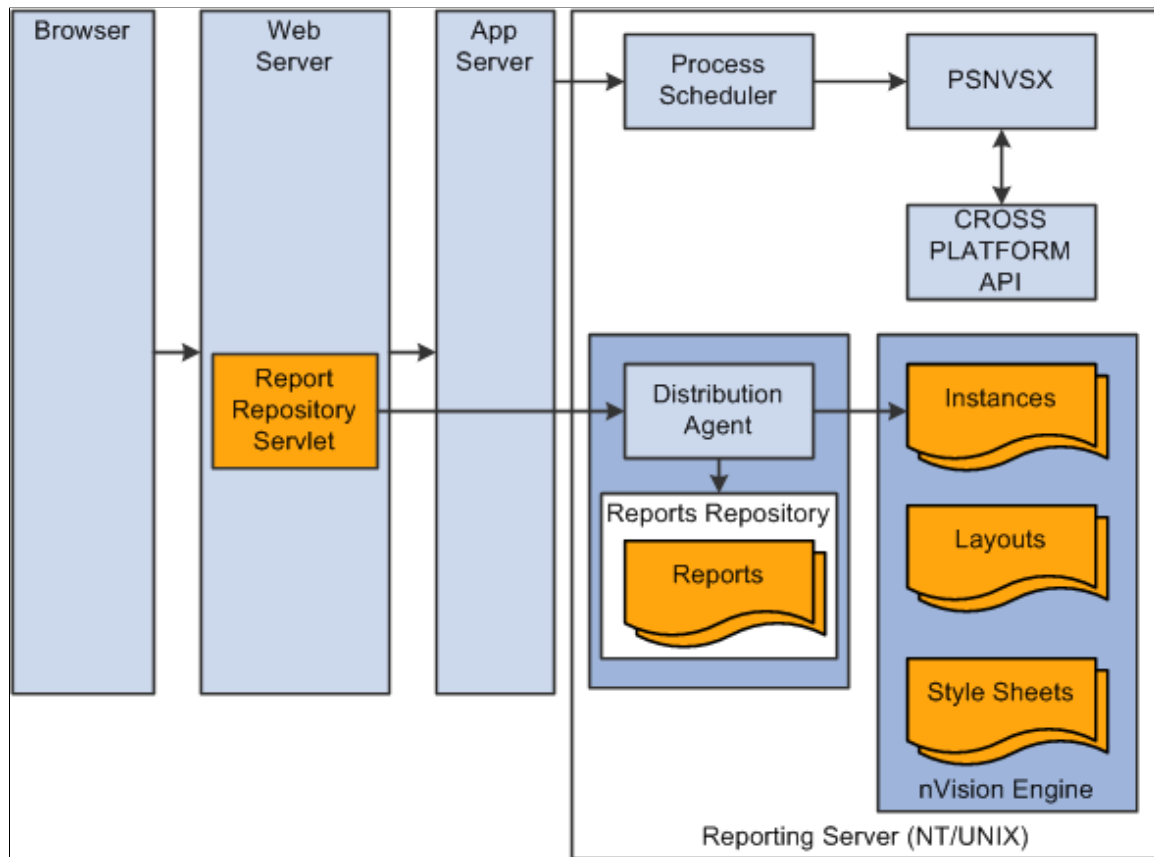 Browser
Web
Server
App
Server
Process
Scheduler
PSNVSX
CROSS
PLATFORM
API
Report
Repository
Servlet
Distribution
Agent
Reports Repository
Reports
Instances
Layouts
Style Sheets
nVision Engine
Reporting Server (NT/UNIX)